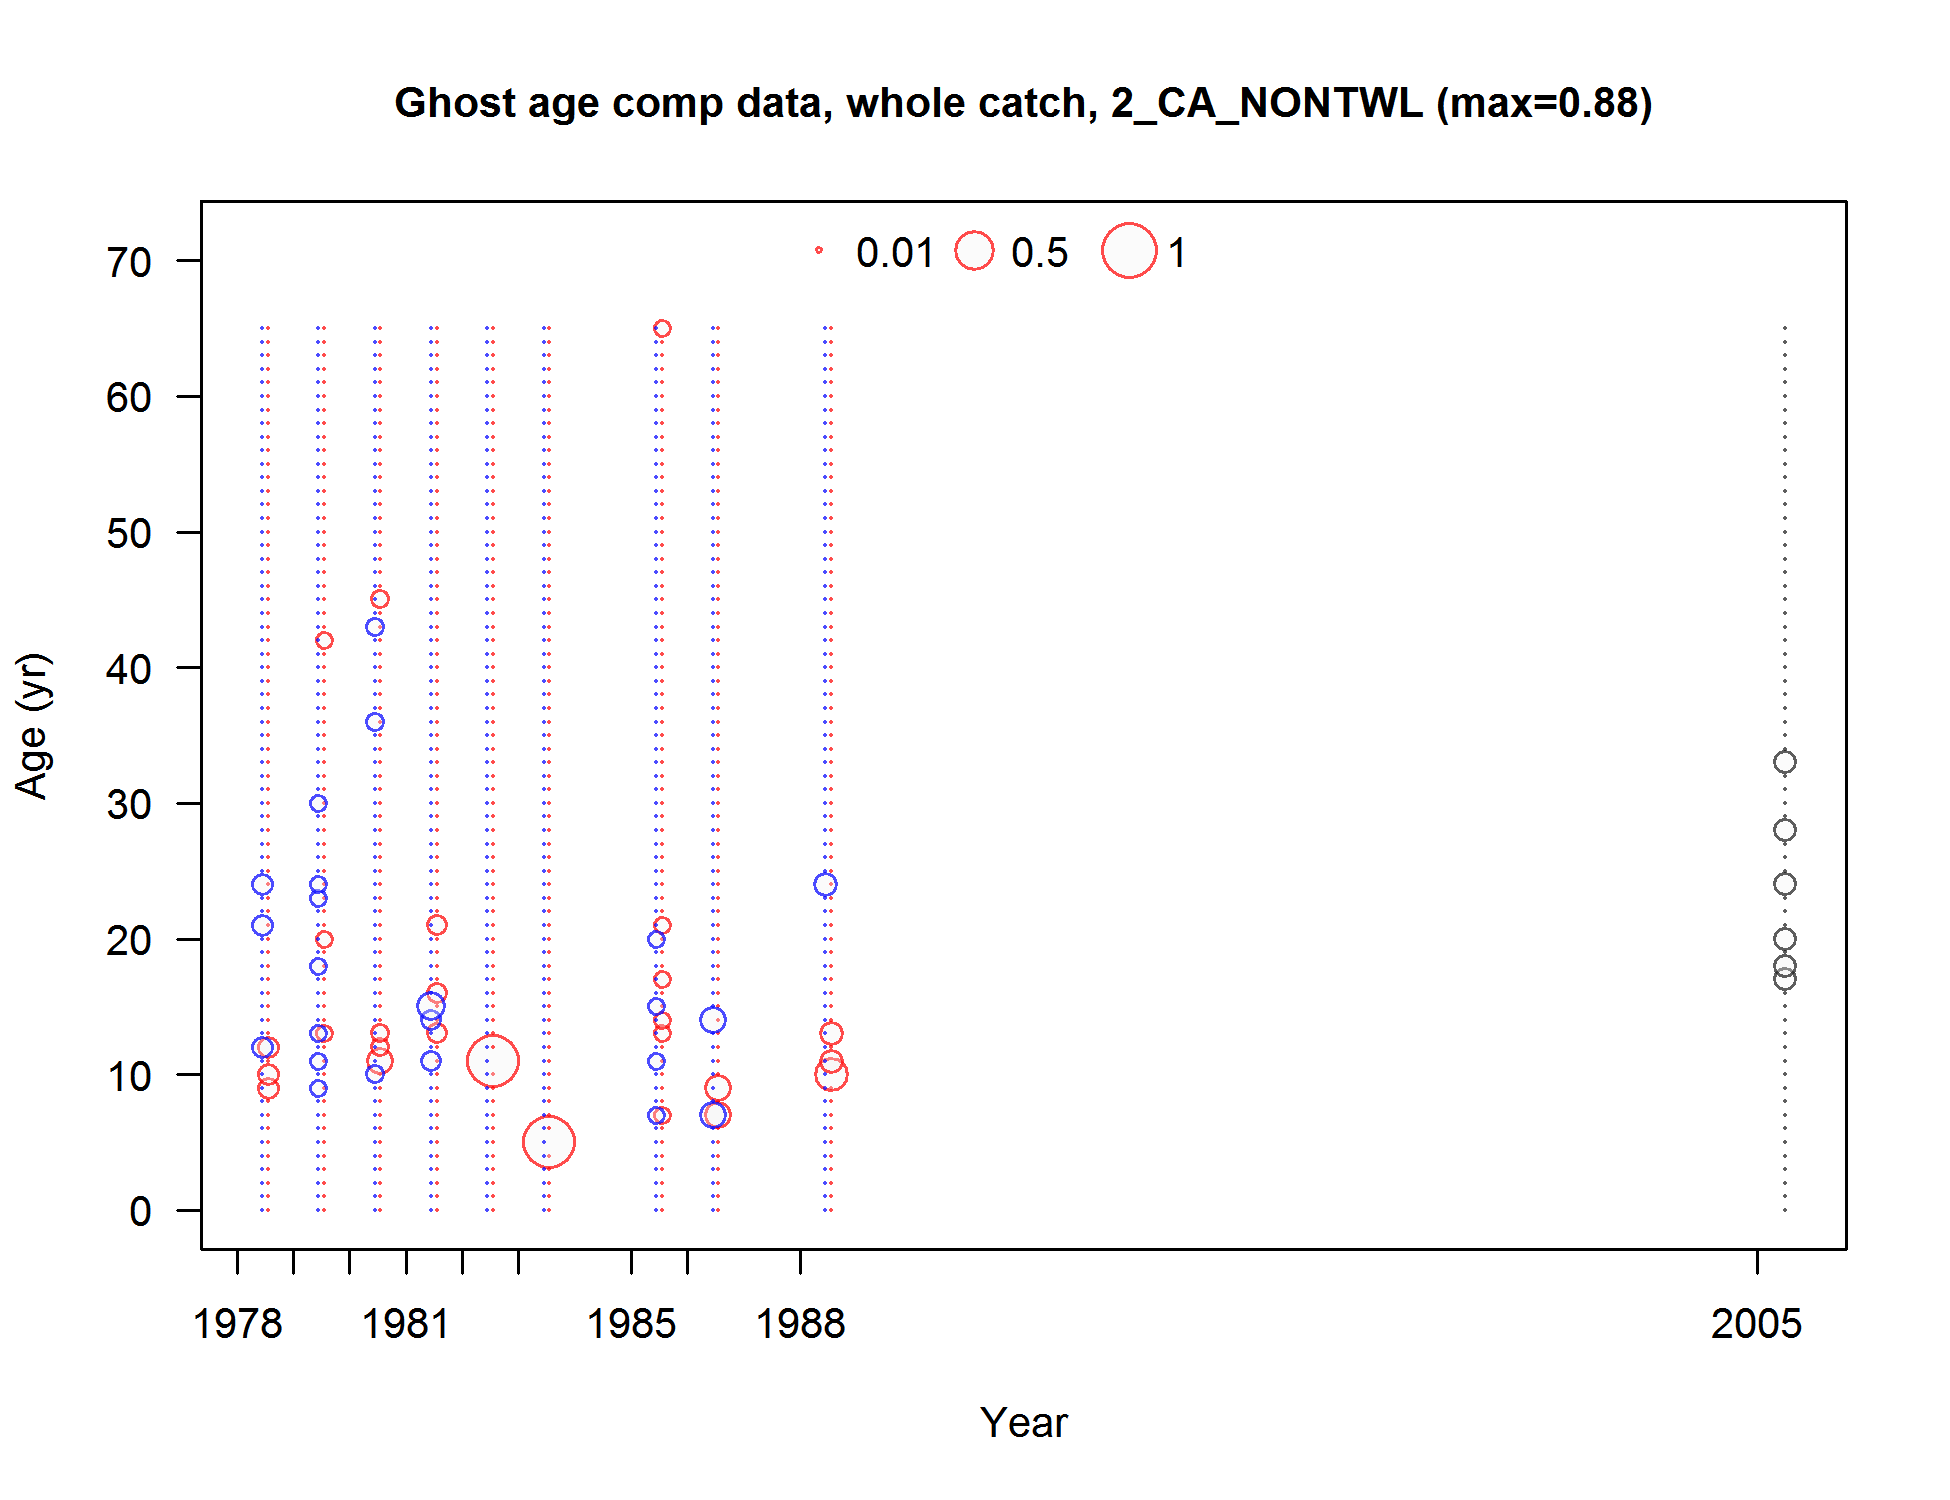 Ghost age comp data, whole catch, 2_CA_NONTWL (max=0.88)
0.01 0.5 1
70
60
50
40
30
20
10
0
Age (yr)
1978 1981 1985 1988 2005
Year